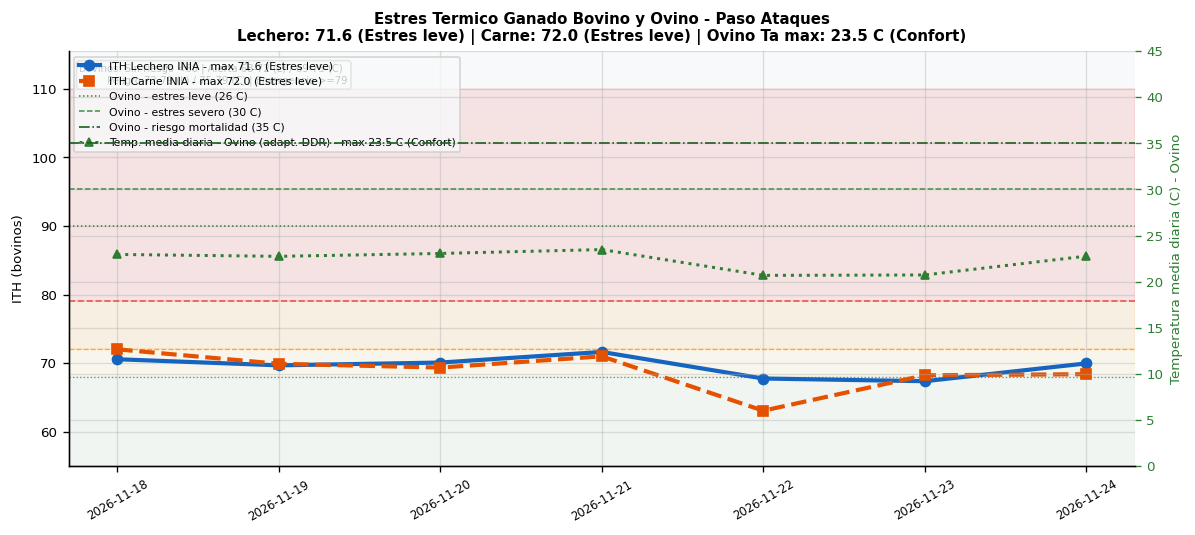 Estres Termico Ganado Bovino y Ovino - Paso Ataques
Lechero: 71.6 (Estres leve) | Carne: 72.0 (Estres leve) | Ovino Ta max: 23.5 C (Confort)
ITH Lechero INIA - max 71.6 (Estres leve)
ITH Carne INIA - max 72.0 (Estres leve)
Ovino - estres leve (26 C)
Ovino - estres severo (30 C)
Ovino - riesgo mortalidad (35 C)
Temp. media diaria - Ovino (adapt. DDR) - max 23.5 C (Confort)
>=79
ITH (bovinos)
110
100
90
80
70
60
45
40
35
30
25
20
15
10
5
0
Temperatura media diaria (C) - Ovino
2026-11-18
2026-11-19
2026-11-20
2026-11-21
2026-11-22
2026-11-23
2026-11-24